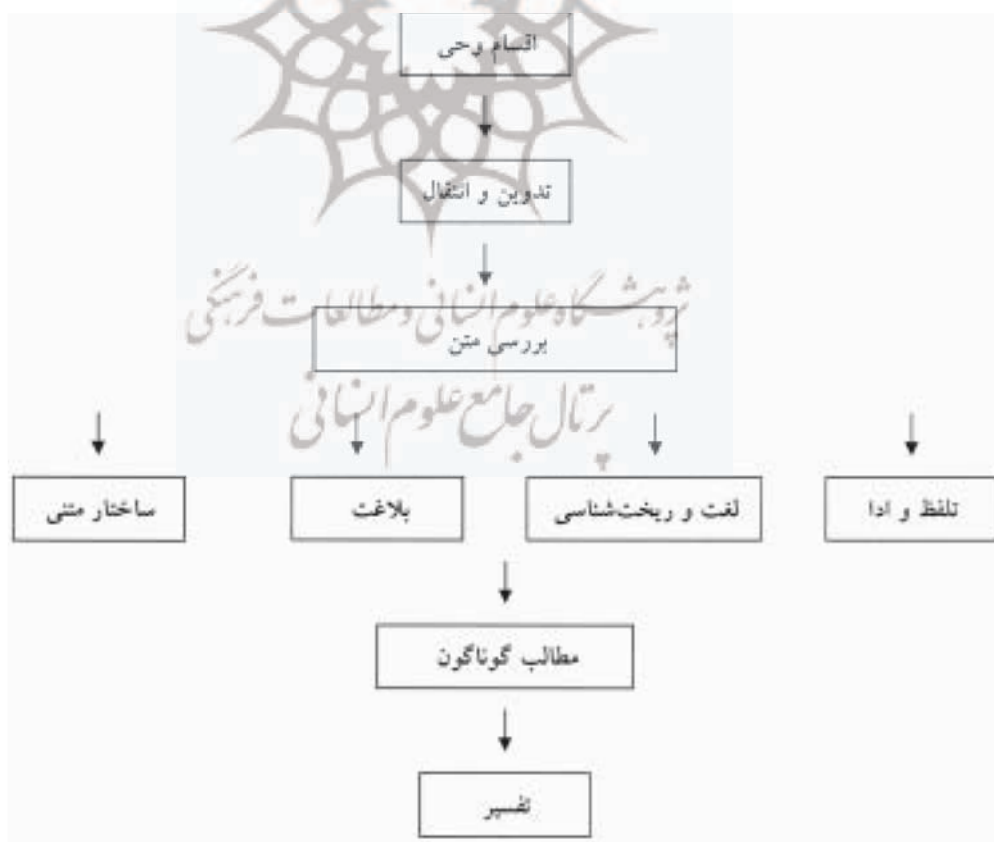 اقسام وحی
تدوین و انتقال
پژوهشگاه علوم انسانی و مطالعات فرهنگی
بررسی متن
پرتال جامع علوم انسانی
تلفظ و ادا
لغت و ریخت‌شناسی
بلاغت
ساختار متنی
مطالب گوناگون
تفسیر